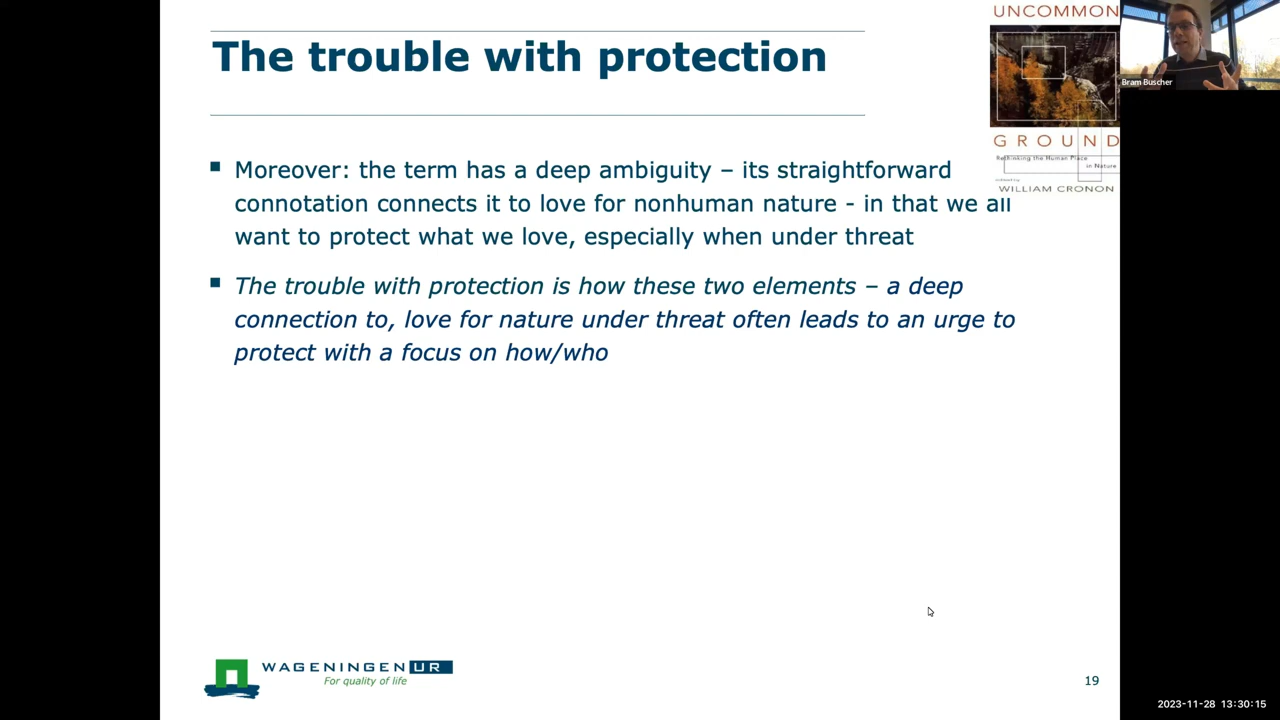 The trouble with protection
UNCOMMON
GROUND
Rethinking the Human Place
in Nature
WILLIAM CRONON
Bram Buscher
▪ Moreover: the term has a deep ambiguity – its straightforward
connotation connects it to love for nonhuman nature - in that we all
want to protect what we love, especially when under threat
▪ The trouble with protection is how these two elements – a deep
connection to, love for nature under threat often leads to an urge to
protect with a focus on how/who
WAGENINGEN UR
For quality of life
19
2023-11-28 13:30:15